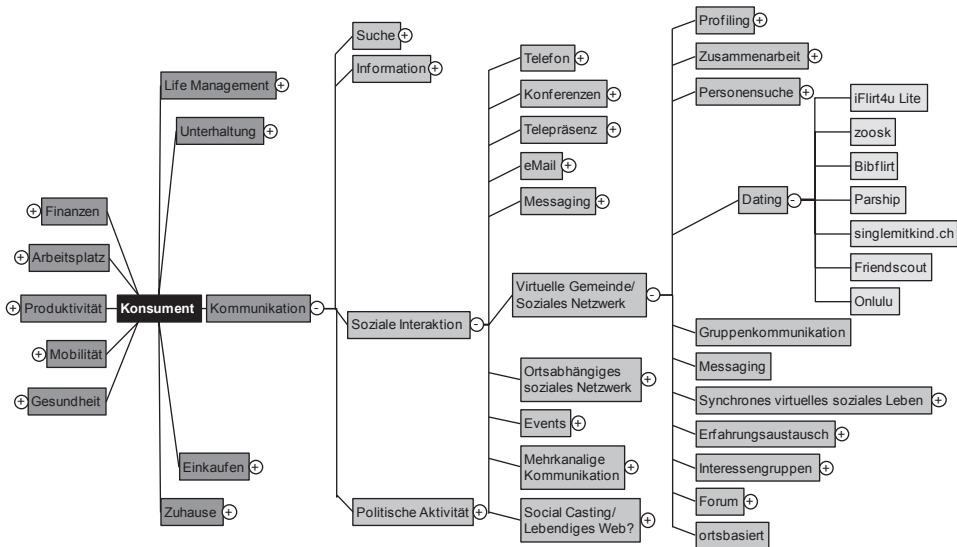 Life Management
Unterhaltung
Finanzen
Arbeitsplatz
Produktivität
Mobilität
Gesundheit
Konsument
Kommunikation
Einkaufen
Zuhause
Suche
Information
Soziale Interaktion
Politische Aktivität
Telefon
Konferenzen
Telepräsenz
eMail
Messaging
Virtuelle Gemeinde/
Soziales Netzwerk
Ortsabhängiges
soziales Netzwerk
Events
Mehrkanalige
Kommunikation
Social Casting/
Lebendiges Web?
Profiling
Zusammenarbeit
Personensuche
Dating
iFlirt4u Lite
zoosk
Bibflirt
Parship
singlemitkind.ch
Friendscout
Onlulu
Gruppenkommunikation
Messaging
Synchrones virtuelles soziales Leben
Erfahrungsaustausch
Interessengruppen
Forum
ortsbasiert